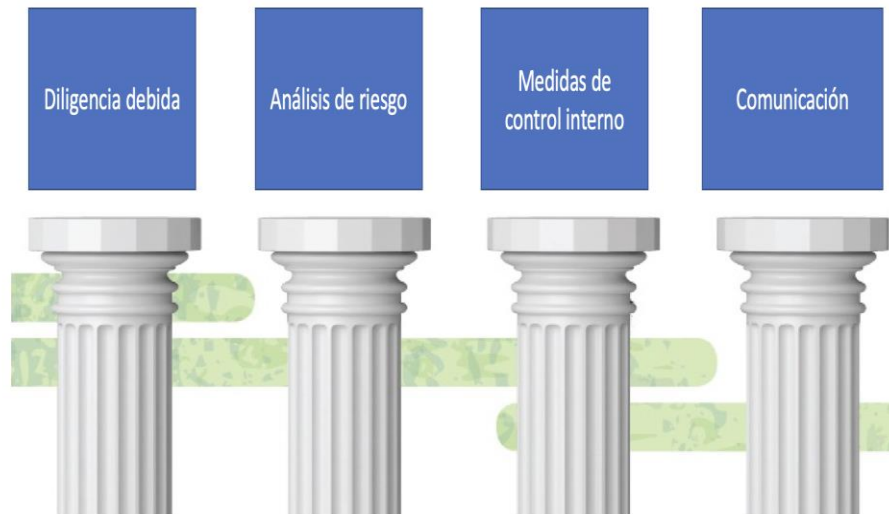 Diligencia debida
Análisis de riesgo
Medidas de
control interno
Comunicación